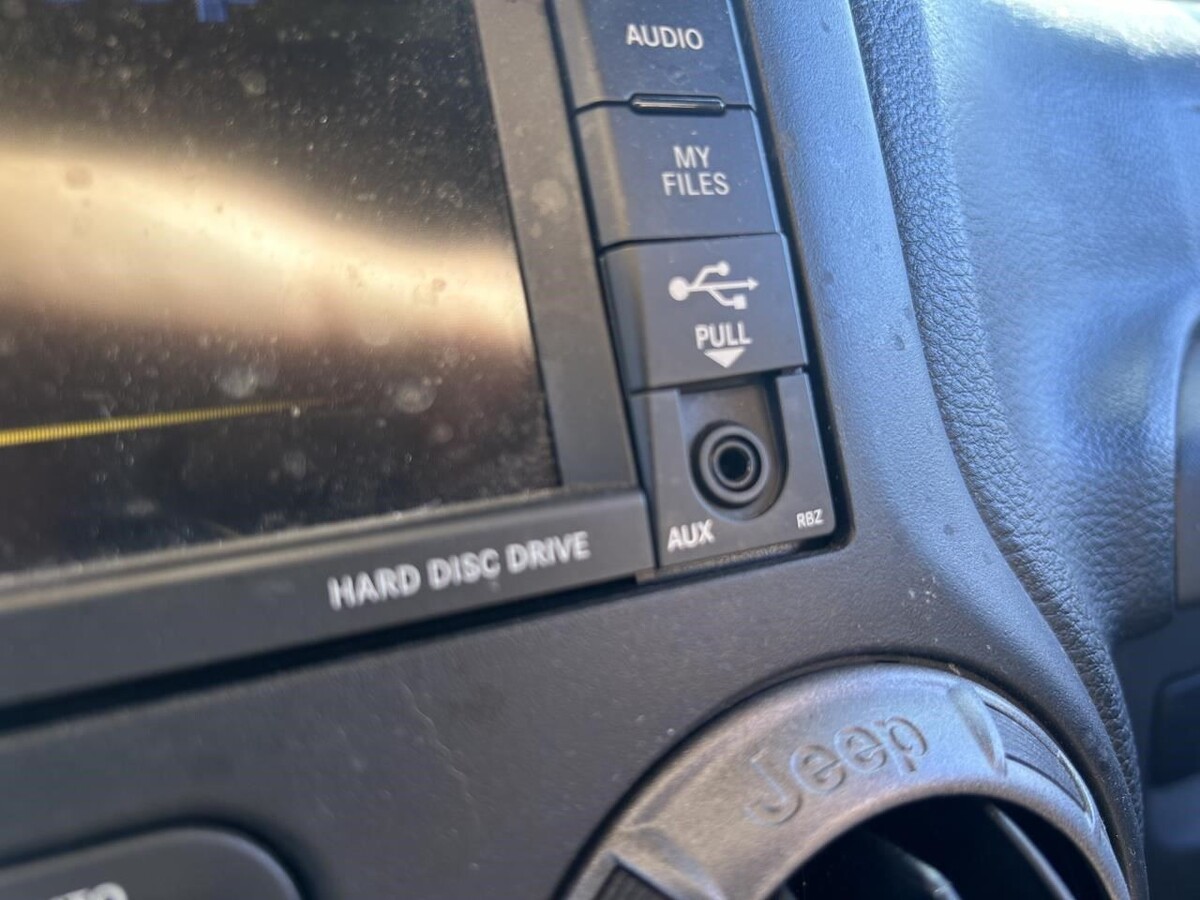 AUDIO
MY
FILES
PULL
AUX
RBZ
HARD DISC DRIVE
Jeep